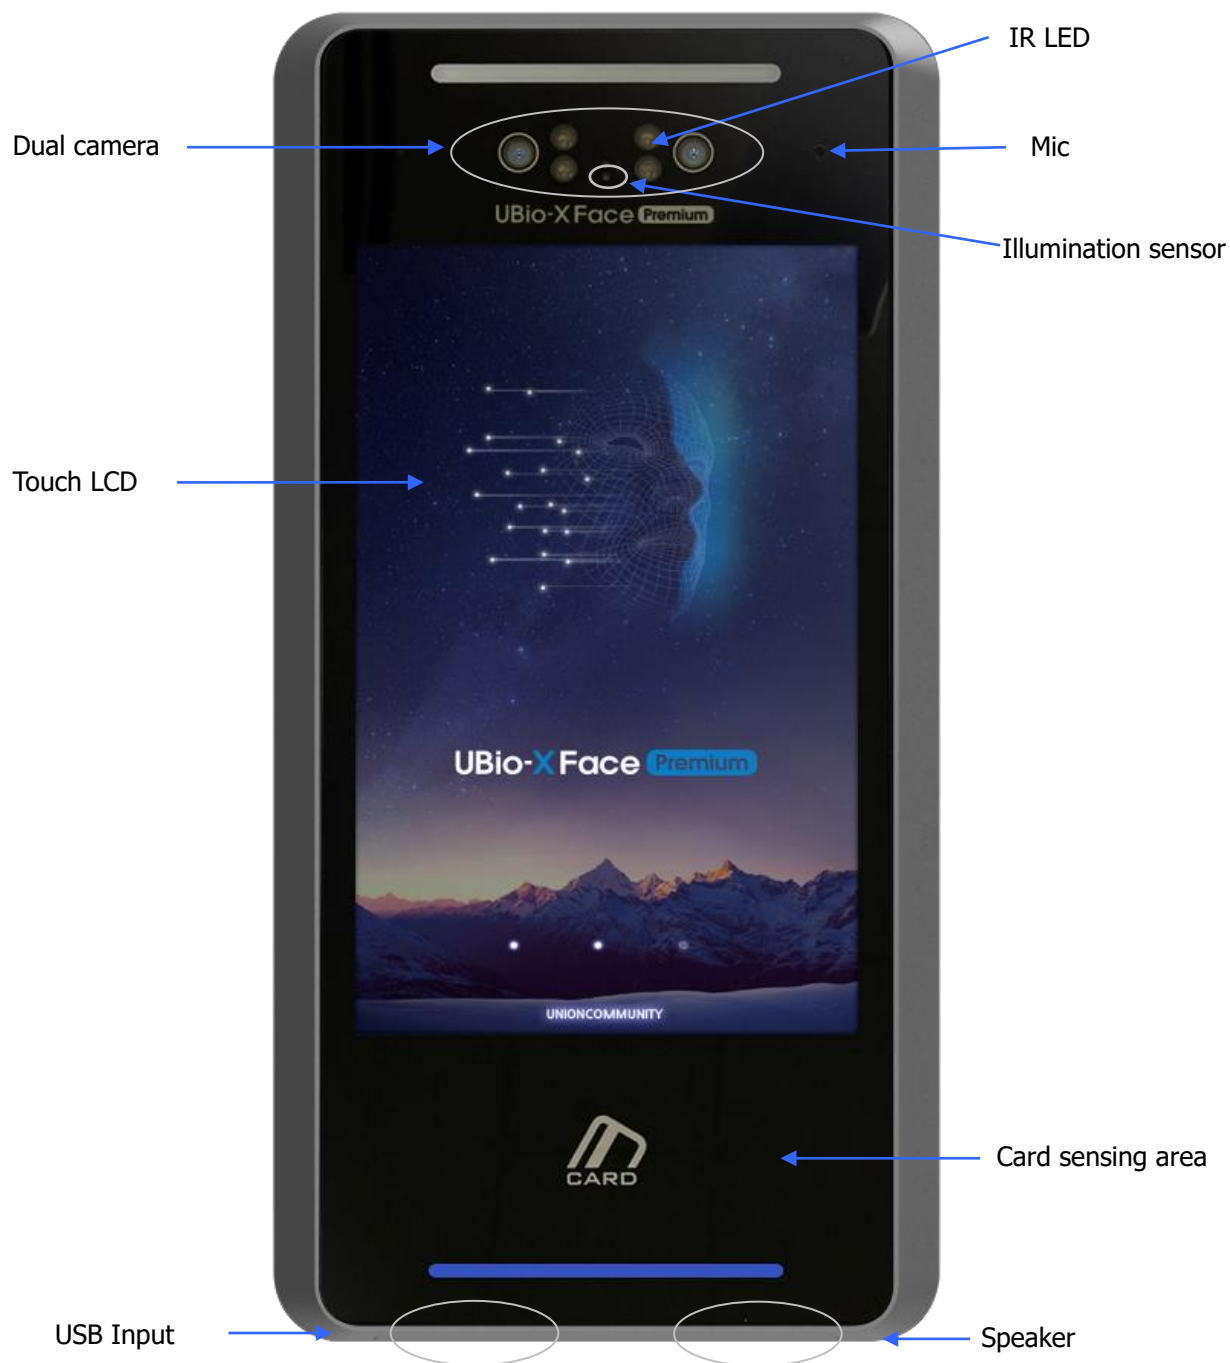 IR LED
Dual camera
Mic
UBio-X Face Premium
Illumination sensor
Touch LCD
UBio-X Face Premium
UNIONCOMMUNITY
CARD
Card sensing area
USB Input
Speaker